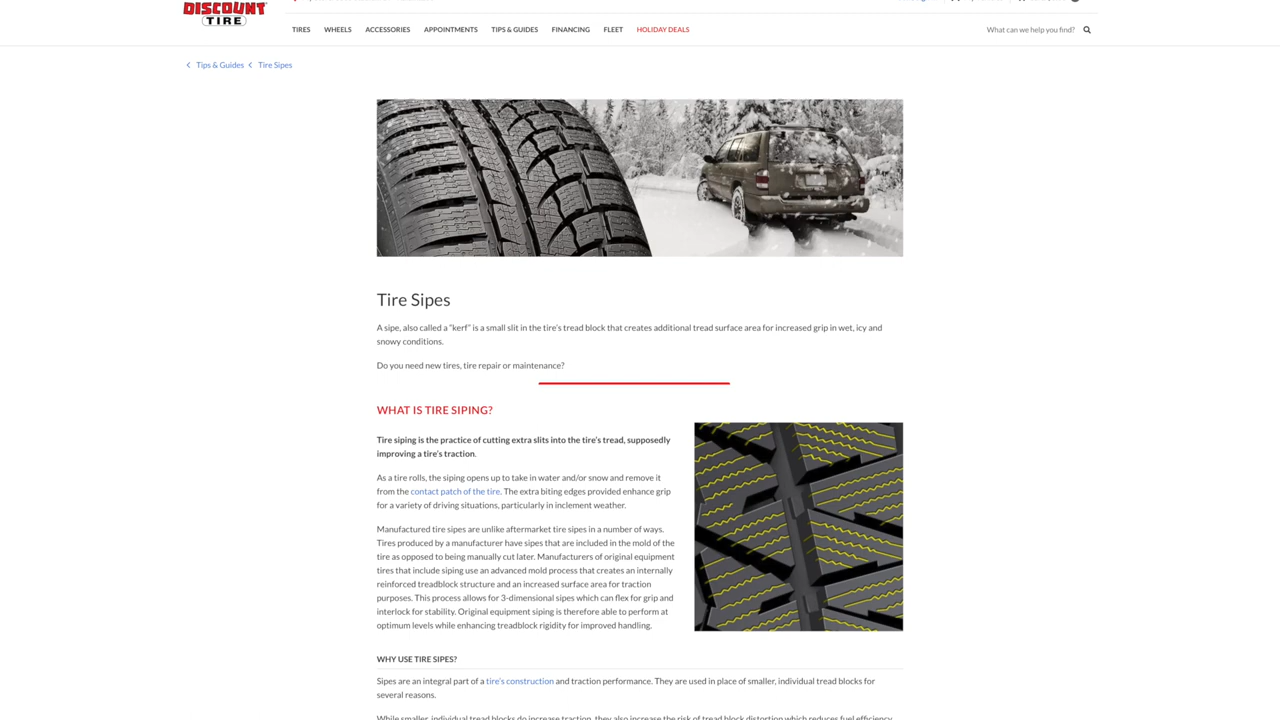 DISCOUNT
TIRE
TIRES WHEELS ACCESSORIES APPOINTMENTS TIPS & GUIDES FINANCING FLEET HOLIDAY DEALS What can we help you find?
Tips & Guides Tire Sipes
Tire Sipes
A sipe, also called a "kerf" is a small slit in the tire's tread block that creates additional tread surface area for increased grip in wet, icy and
snowy conditions.
Do you need new tires, tire repair or maintenance?
WHAT IS TIRE SIPING?
Tire siping is the practice of cutting extra slits into the tire's tread, supposedly
improving a tire's traction.
As a tire rolls, the siping opens up to take in water and/or snow and remove it
from the contact patch of the tire. The extra biting edges provided enhance grip
for a variety of driving situations, particularly in inclement weather.
Manufactured tire sipes are unlike aftermarket tire sipes in a number of ways.
Tires produced by a manufacturer have sipes that are included in the mold of the
tire as opposed to being manually cut later. Manufacturers of original equipment
tires that include siping use an advanced mold process that creates an internally
reinforced treadblock structure and an increased surface area for traction
purposes. This process allows for 3-dimensional sipes which can flex for grip and
interlock for stability. Original equipment siping is therefore able to perform at
optimum levels while enhancing treadblock rigidity for improved handling.
WHY USE TIRE SIPES?
Sipes are an integral part of a tire's construction and traction performance. They are used in place of smaller, individual tread blocks for
several reasons.
While smaller, individual tread blocks do increase traction, they also increase the risk of tread block distortion which reduces fuel efficiency,